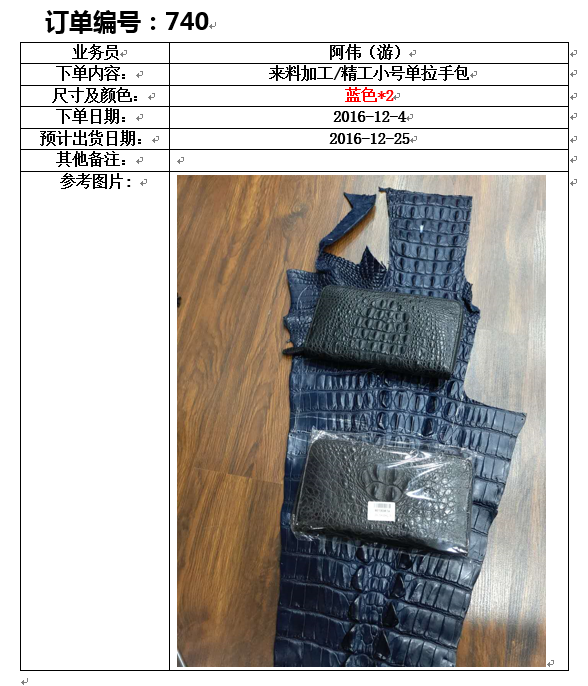 订单编号：740
业务员
阿伟（游）
下单内容：
来料加工/精工小号单拉手包
尺寸及颜色：
蓝色*2
下单日期：
2016-12-4
预计出货日期：
2016-12-25
其他备注：
参考图片：